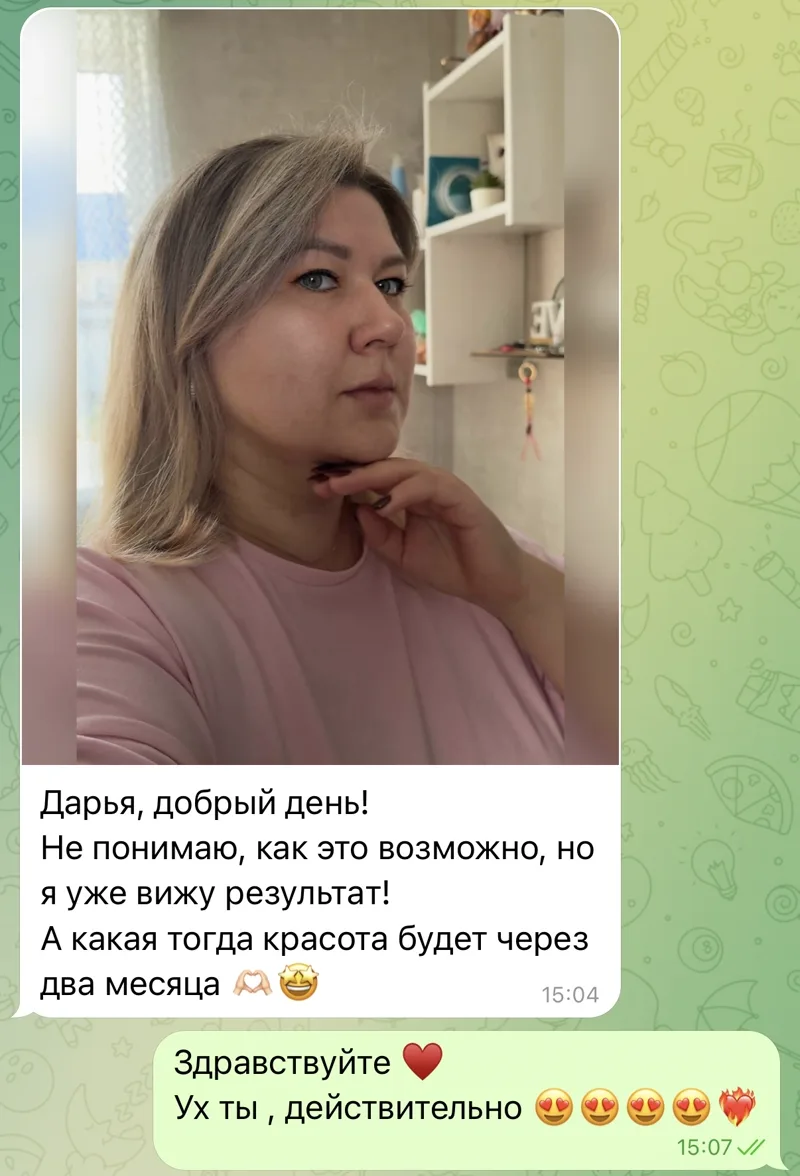 Дарья, добрый день!
Не понимаю, как это возможно, но
я уже вижу результат!
А какая тогда красота будет через
два месяца 🫶🏻🤩
15:04
Здравствуйте ♥️
Ух ты , действительно 😍😍😍😍❤️‍🔥
15:07